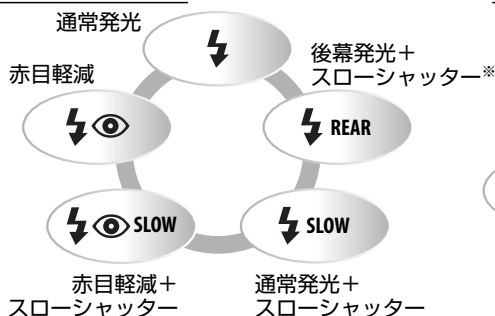 通常発光
後幕発光＋
スローシャッター※
赤目軽減
REAR
SLOW
SLOW
赤目軽減＋
スローシャッター
通常発光＋
スローシャッター